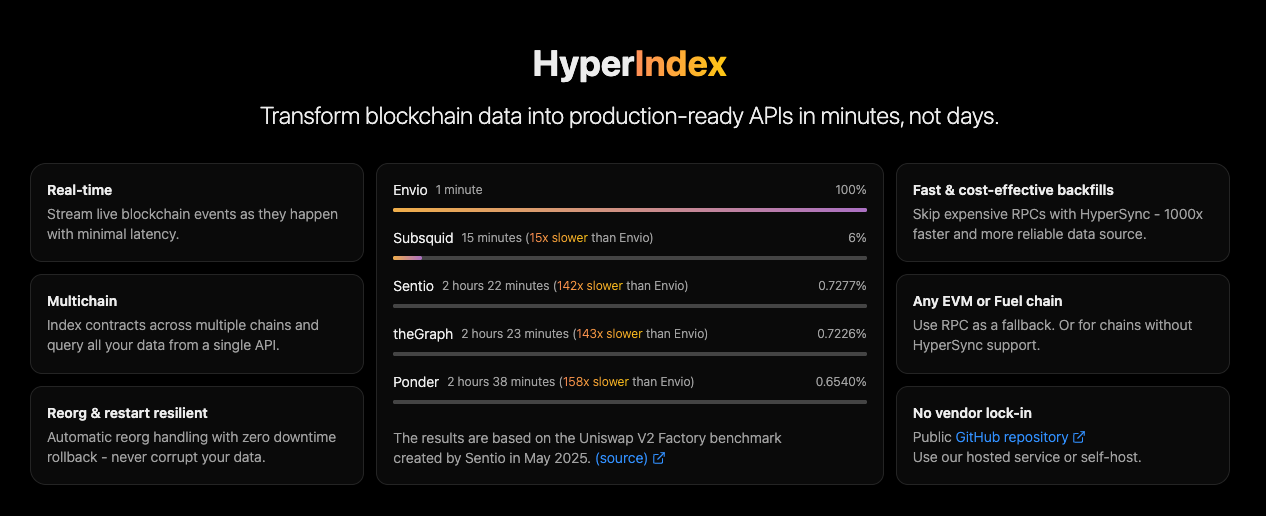 HyperIndex
Transform blockchain data into production-ready APIs in minutes, not days.
Real-time
Stream live blockchain events as they happen
with minimal latency.
Multichain
Index contracts across multiple chains and
query all your data from a single API.
Reorg & restart resilient
Automatic reorg handling with zero downtime
rollback - never corrupt your data.
Envio 1 minute 100%
Subsquid 15 minutes (15x slower than Envio) 6%
Sentio 2 hours 22 minutes (142x slower than Envio) 0.7277%
theGraph 2 hours 23 minutes (143x slower than Envio) 0.7226%
Ponder 2 hours 38 minutes (158x slower than Envio) 0.6540%
The results are based on the Uniswap V2 Factory benchmark
created by Sentio in May 2025. (source)
Fast & cost-effective backfills
Skip expensive RPCs with HyperSync - 1000x
faster and more reliable data source.
Any EVM or Fuel chain
Use RPC as a fallback. Or for chains without
HyperSync support.
No vendor lock-in
Public GitHub repository
Use our hosted service or self-host.